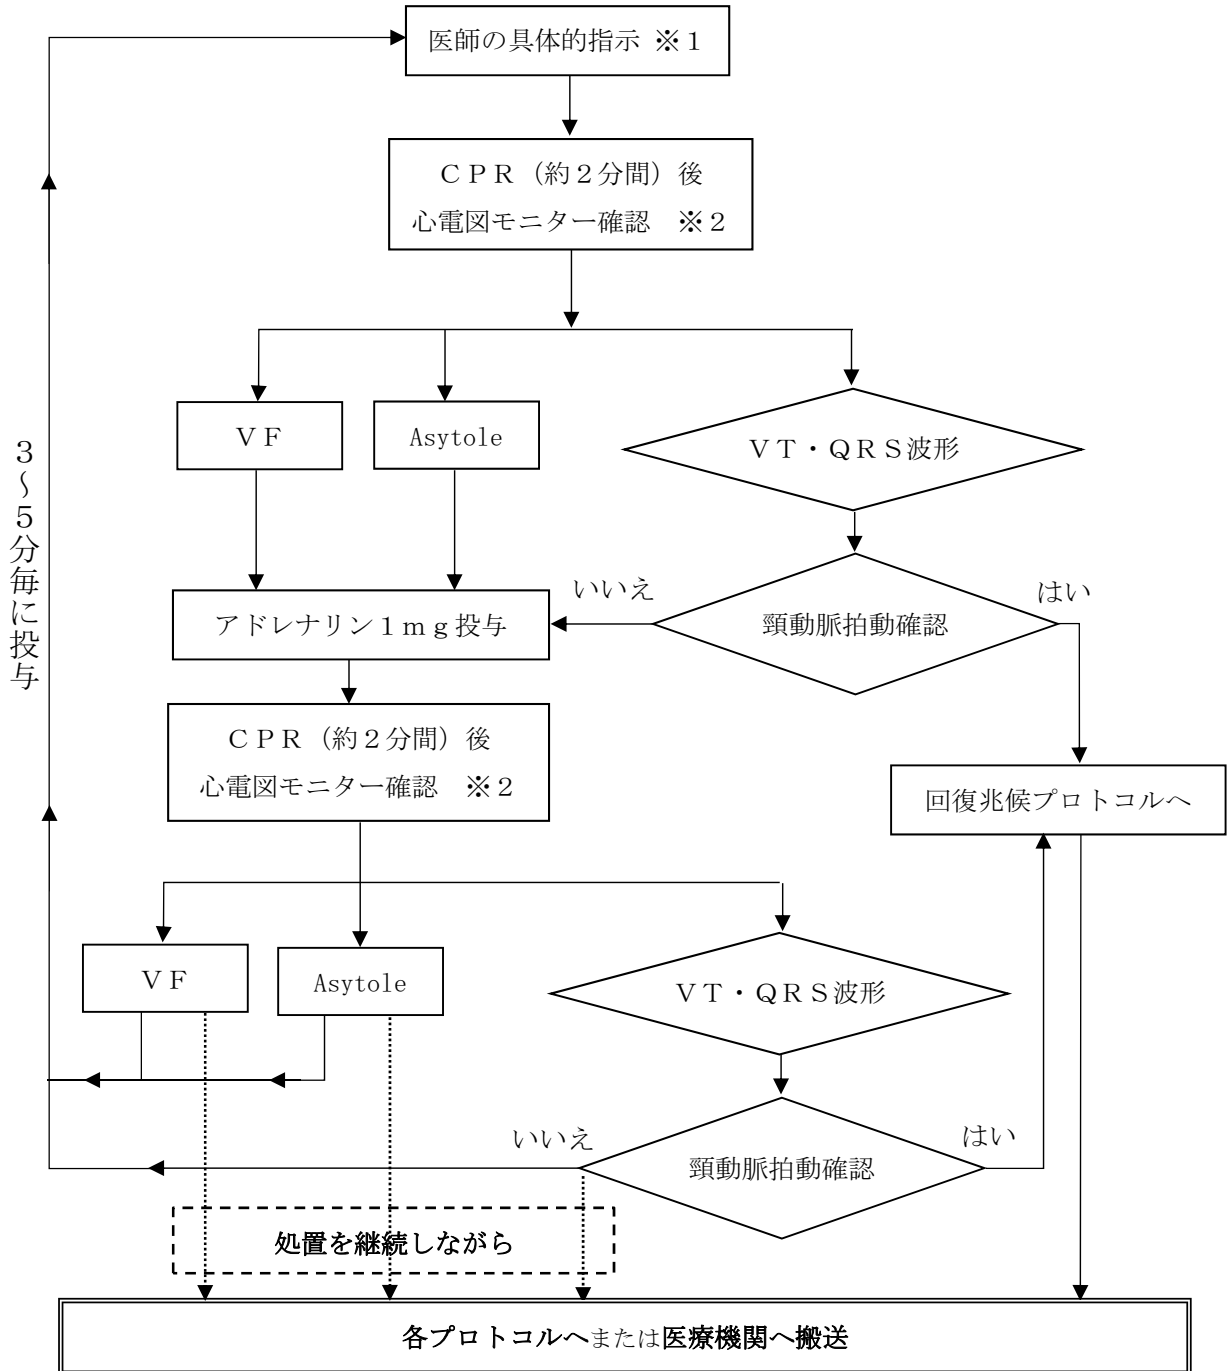 医師の具体的指示 ※1
CPR（約2分間）後
心電図モニター確認 ※2
VF
Asytole
VT・QRS波形
3～5分毎に投与
いいえ
はい
アドレナリン1mg投与
頸動脈拍動確認
CPR（約2分間）後
心電図モニター確認 ※2
回復兆候プロトコルへ
VF
Asytole
VT・QRS波形
いいえ
はい
頸動脈拍動確認
処置を継続しながら
各プロトコルへまたは医療機関へ搬送